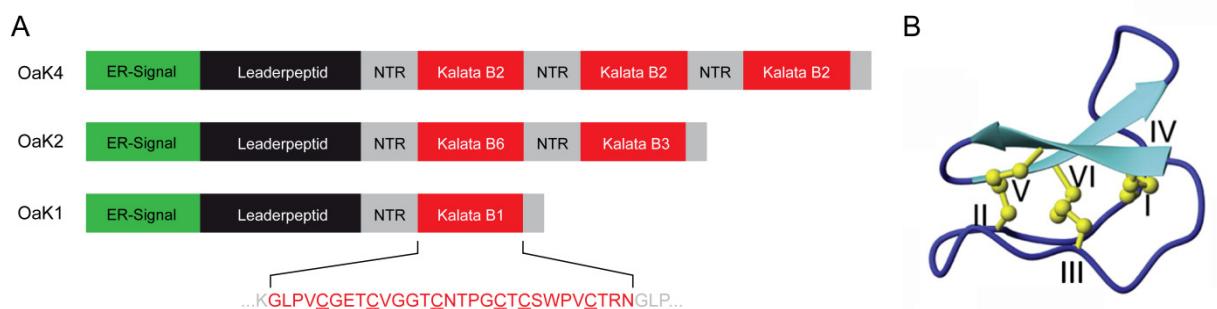 A
B
OaK4 ER-Signal Leaderpeptid NTR Kalata B2 NTR Kalata B2 NTR Kalata B2
OaK2 ER-Signal Leaderpeptid NTR Kalata B6 NTR Kalata B3
OaK1 ER-Signal Leaderpeptid NTR Kalata B1
...KGLPVCGETCVGGTCNTPGCTCSWPVCTRNGLP...
IV
V
VI
I
II
III